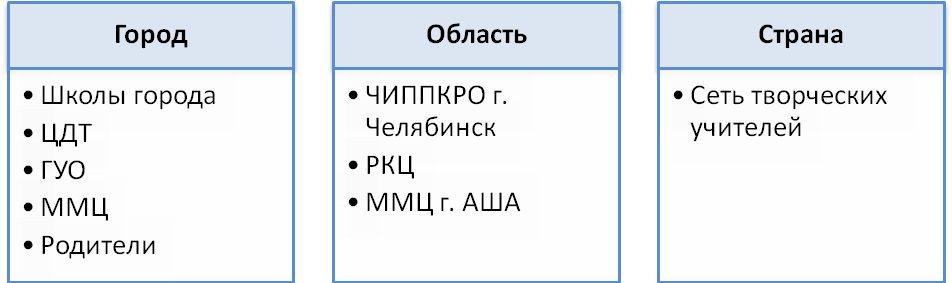 Город
• Школы города
• ЦДТ
• ГУО
• ММЦ
• Родители
Область
• ЧИППКРО г.
Челябинск
• РКЦ
• ММЦ г. АША
Страна
• Сеть творческих
учителей